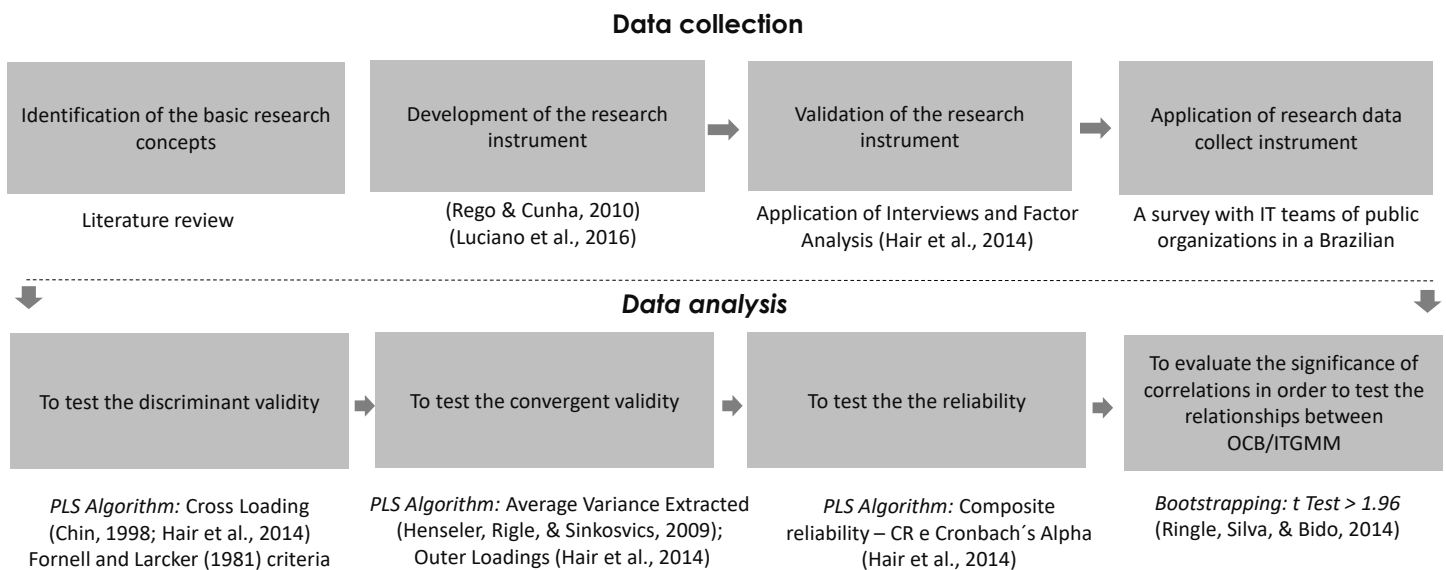 Data collection
Identification of the basic research
concepts
Development of the research
instrument
Validation of the research
instrument
Application of research data
collect instrument
Literature review
(Rego & Cunha, 2010)
(Luciano et al., 2016)
Application of Interviews and Factor
Analysis (Hair et al., 2014)
A survey with IT teams of public
organizations in a Brazilian
Data analysis
To test the discriminant validity
To test the convergent validity
To test the the reliability
To evaluate the significance of
correlations in order to test the
relationships between
OCB/ITGMM
PLS Algorithm: Cross Loading
(Chin, 1998; Hair et al., 2014)
Fornell and Larcker (1981) criteria
PLS Algorithm: Average Variance Extracted
(Henseler, Rigle, & Sinkosvics, 2009);
Outer Loadings (Hair et al., 2014)
PLS Algorithm: Composite
reliability – CR e Cronbach´s Alpha
(Hair et al., 2014)
Bootstrapping: t Test > 1.96
(Ringle, Silva, & Bido, 2014)